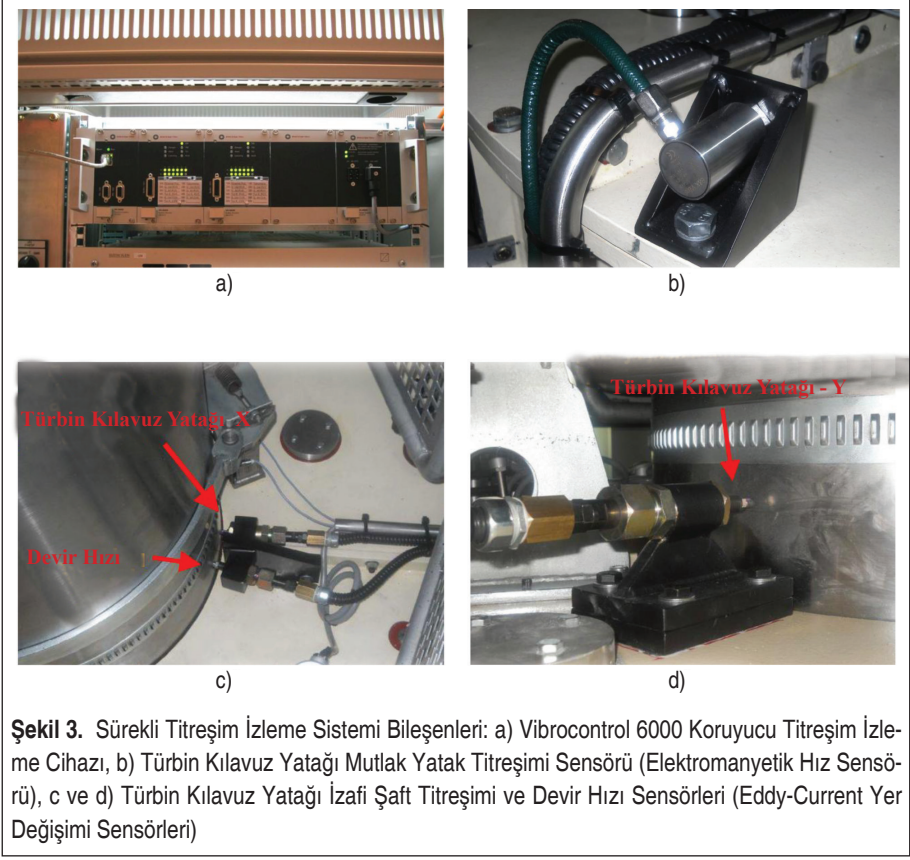 a)
b)
Türbin Kılavuz Yatağı -X
Devir Hızı
Türbin Kılavuz Yatağı - Y
c)
d)
Şekil 3. Sürekli Titreşim İzleme Sistemi Bileşenleri: a) Vibrocontrol 6000 Koruyucu Titreşim İzle-
me Cihazı, b) Türbin Kılavuz Yatağı Mutlak Yatak Titreşimi Sensörü (Elektromanyetik Hız Sensö-
rü), c ve d) Türbin Kılavuz Yatağı İzafi Şaft Titreşimi ve Devir Hızı Sensörleri (Eddy-Current Yer
Değişimi Sensörleri)